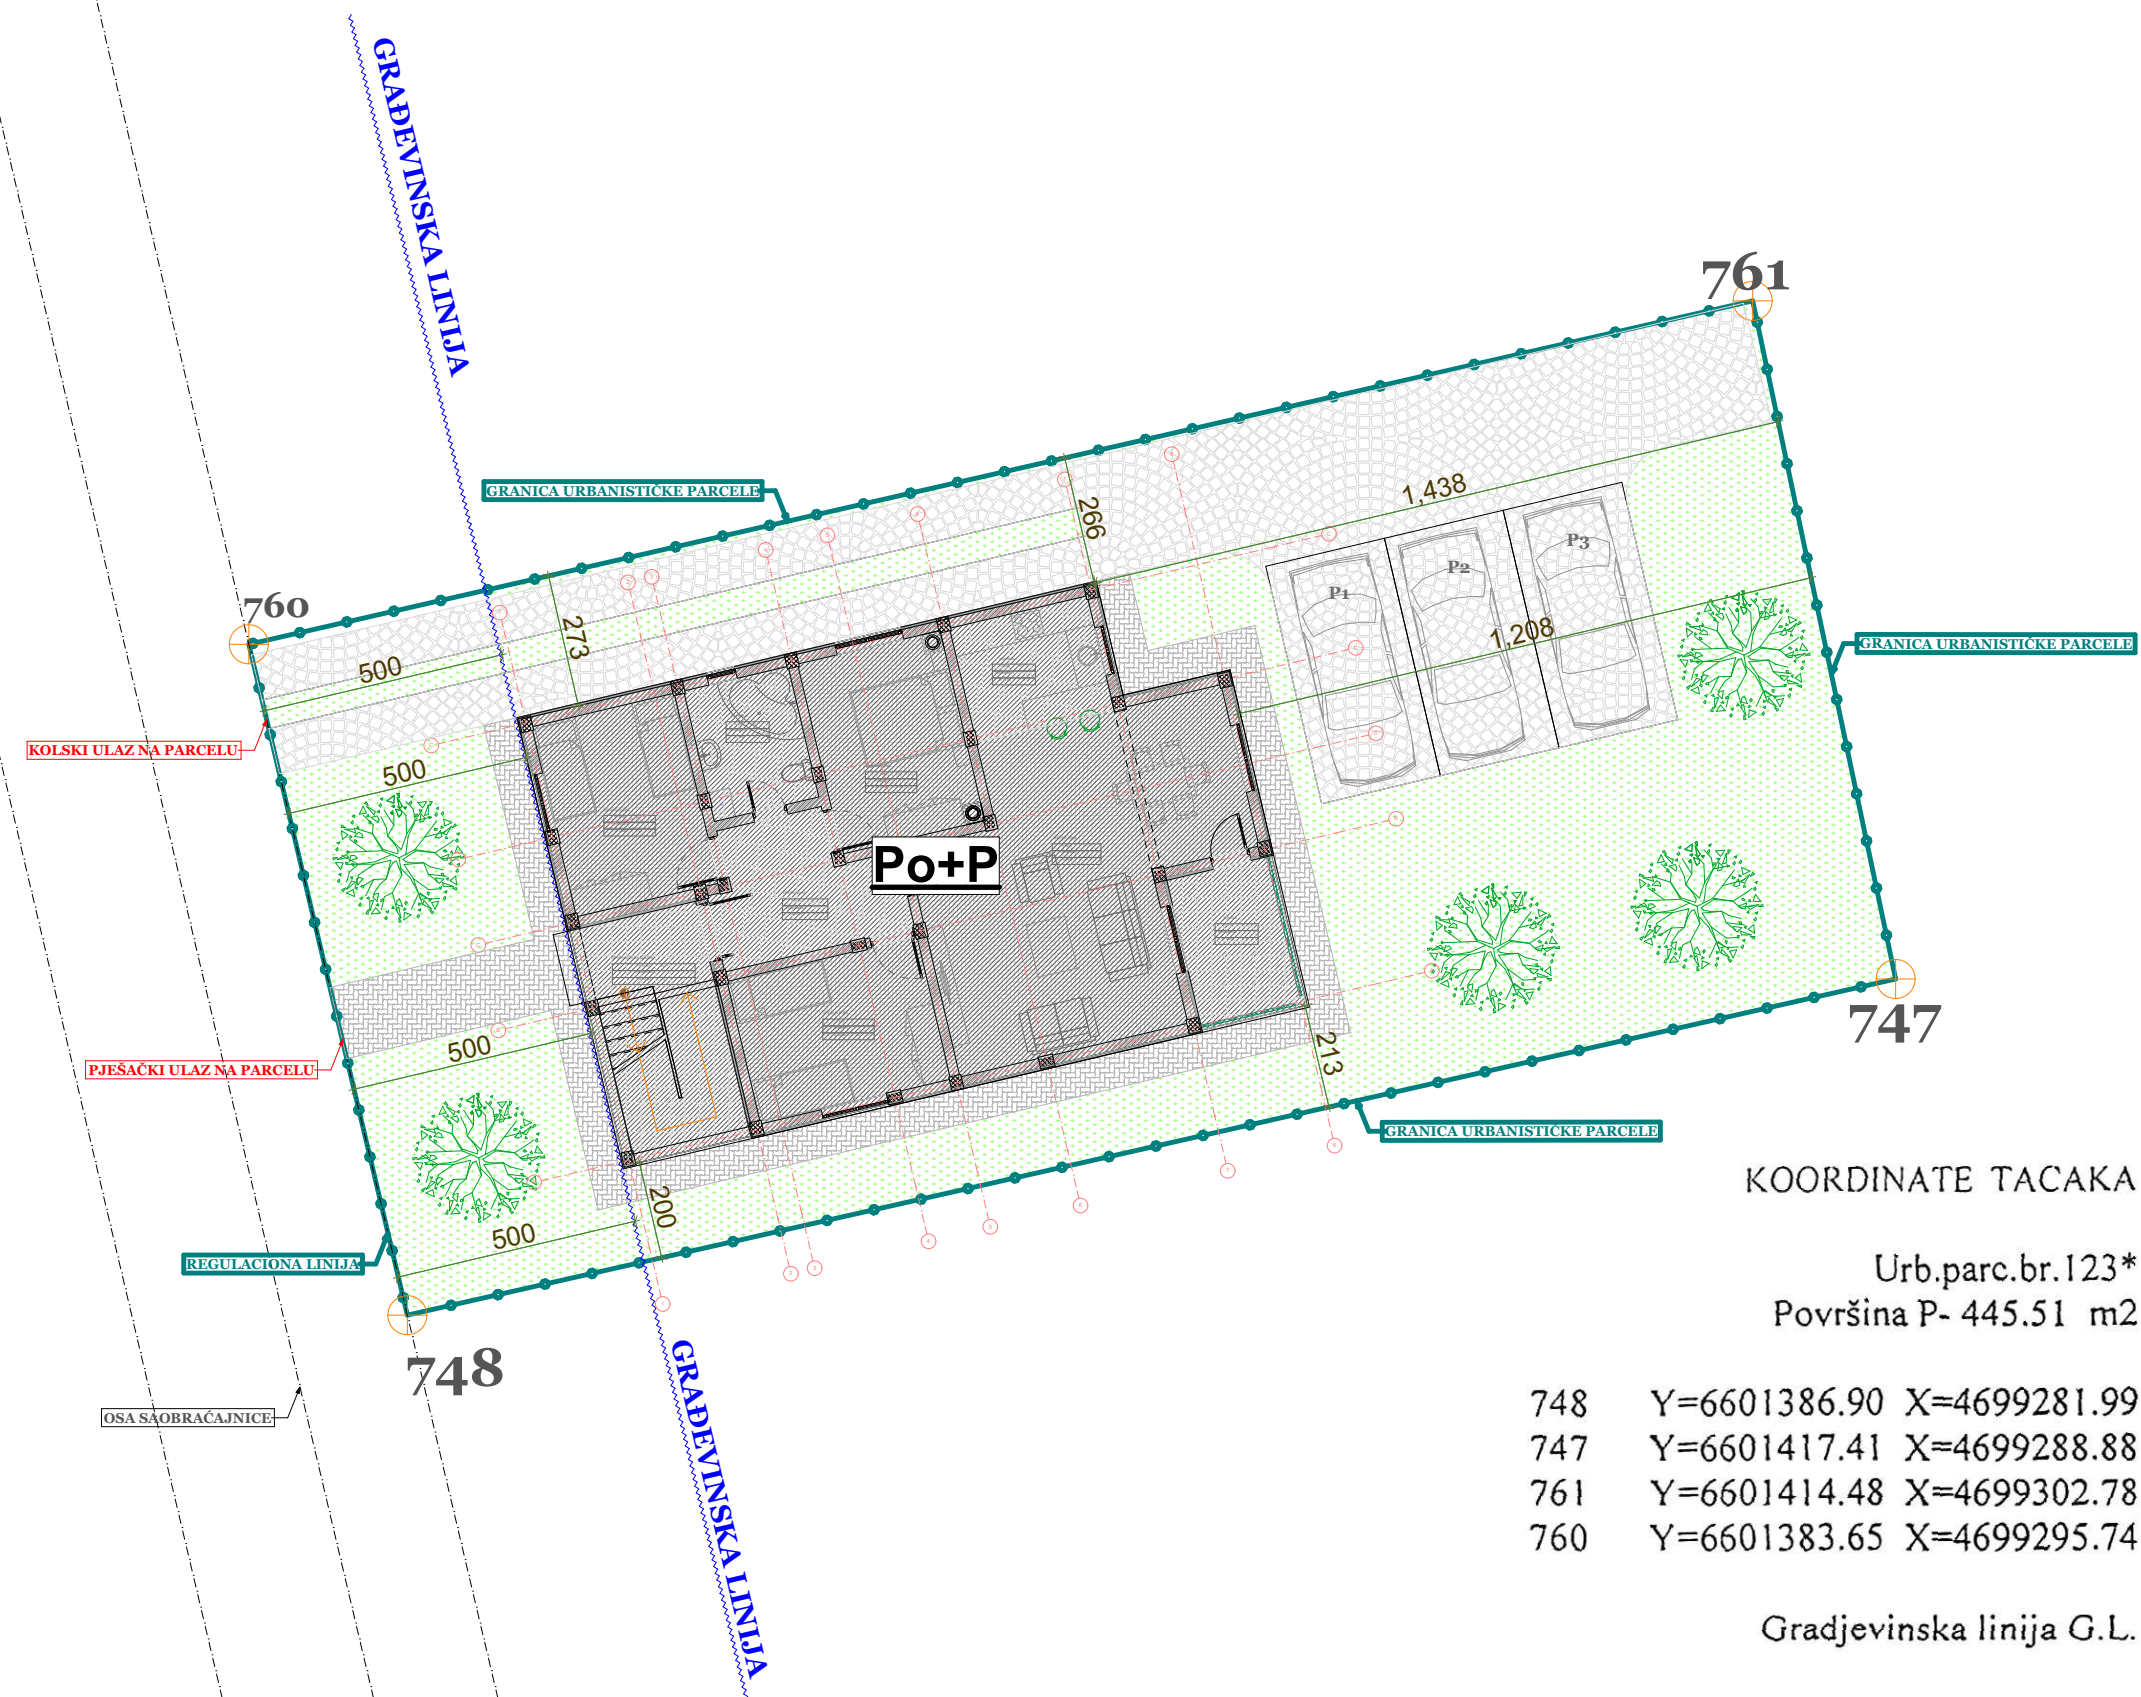 GRAĐEVINSKA LINIJA
761
GRANICA URBANISTIČKE PARCELE
1,438
266
P1
P2
P3
760
273
500
1,208
GRANICA URBANISTIČKE PARCELE
KOLSKI ULAZ NA PARCELU
500
Po+P
747
500
PJEŠAČKI ULAZ NA PARCELU
213
GRANICA URBANISTIČKE PARCELE
200
500
REGULACIONA LINIJA
748
OSA SAOBRAĆAJNICE
GRAĐEVINSKA LINIJA
KOORDINATE TACAKA
Urb.parc.br.123*
Površina P- 445.51 m2
748 Y=6601386.90 X=4699281.99
747 Y=6601417.41 X=4699288.88
761 Y=6601414.48 X=4699302.78
760 Y=6601383.65 X=4699295.74
Gradjevinska linija G.L.